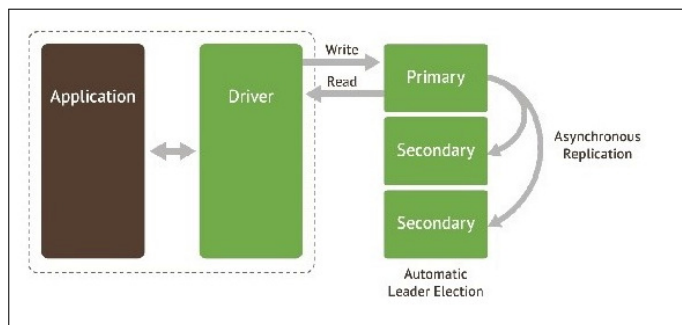 Application
Driver
Write
Read
Primary
Secondary
Secondary
Asynchronous
Replication
Automatic
Leader Election